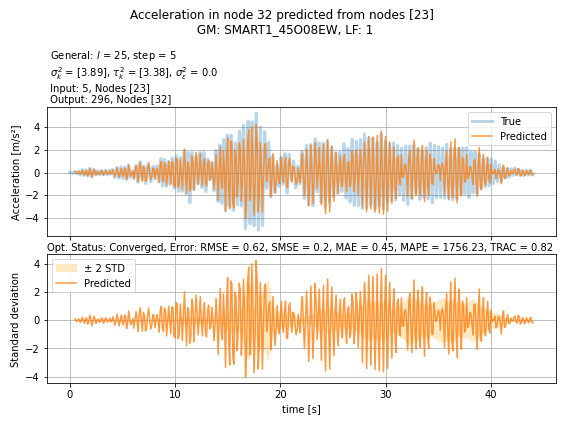 Acceleration in node 32 predicted from nodes [23]
GM: SMART1_45O08EW, LF: 1
General: l = 25, step = 5
σ²ₖ = [3.89], τ²ₖ = [3.38], σ²ε = 0.0
Input: 5, Nodes [23]
Output: 296, Nodes [32]
Acceleration [m/s²]
4
2
0
−2
−4
True
Predicted
Opt. Status: Converged, Error: RMSE = 0.62, SMSE = 0.2, MAE = 0.45, MAPE = 1756.23, TRAC = 0.82
Standard deviation
4
2
0
−2
−4
± 2 STD
Predicted
0 10 20 30 40
time [s]